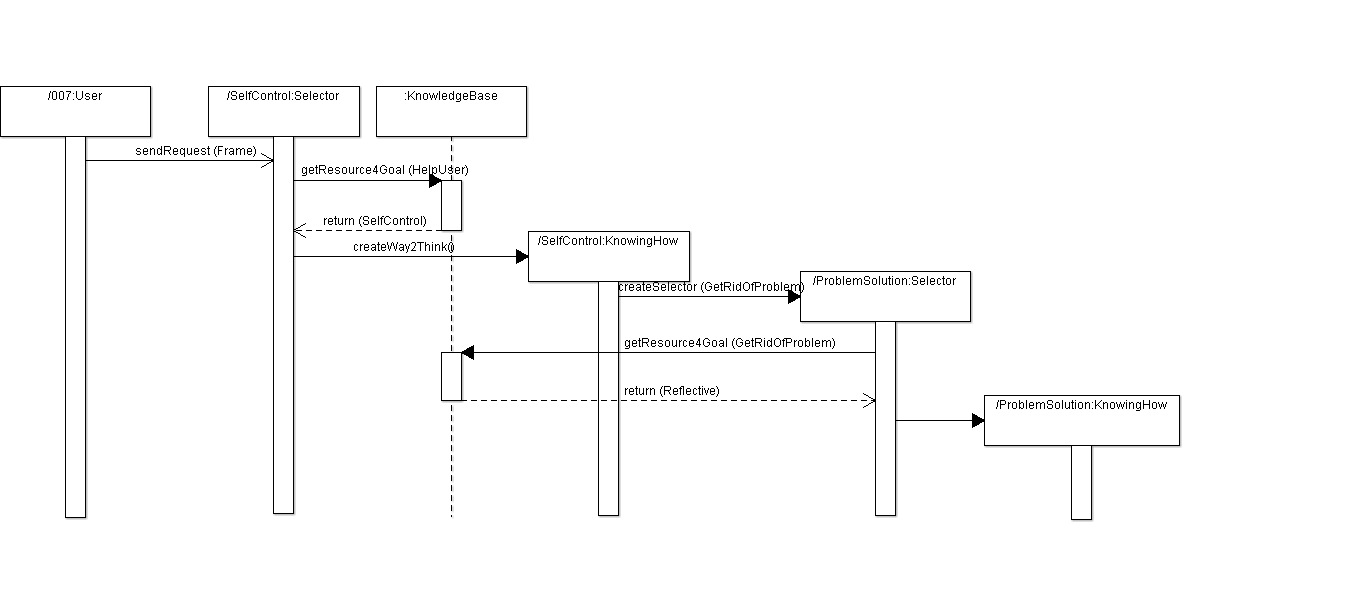 /007:User
/SelfControl:Selector
:KnowledgeBase
sendRequest (Frame)
getResource4Goal (HelpUser)
return (SelfControl)
createWay2Think()
/SelfControl:KnowingHow
createSelector (GetRidOfProblem)
/ProblemSolution:Selector
getResource4Goal (GetRidOfProblem)
return (Reflective)
/ProblemSolution:KnowingHow